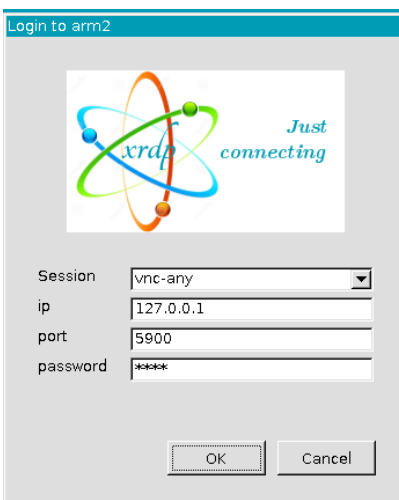 Login to arm2
Just
xrdp connecting
Session vnc-any
ip 127.0.0.1
port 5900
password ****
OK Cancel